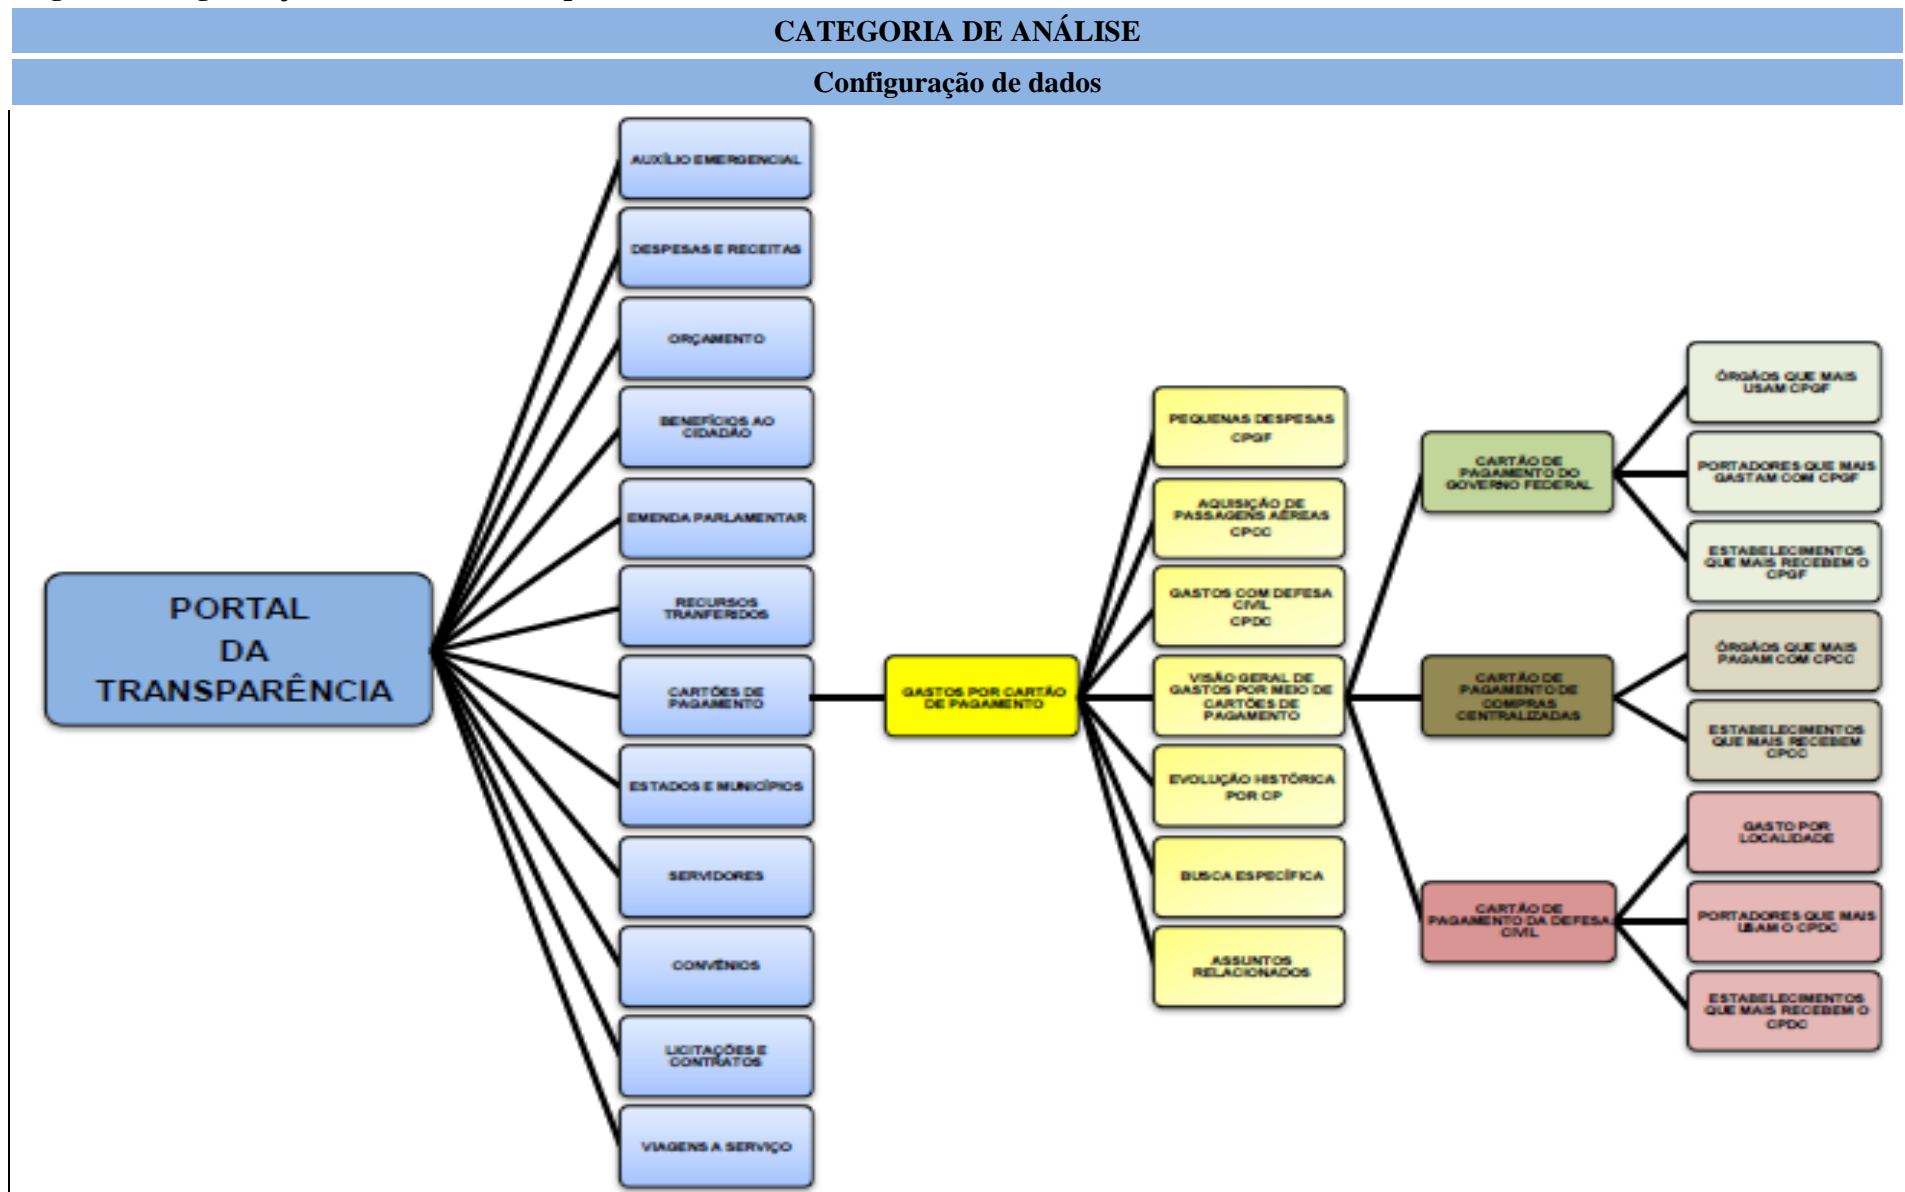 CATEGORIA DE ANÁLISE
Configuração de dados
PORTAL
DA
TRANSPARÊNCIA
AUXÍLIO EMERGENCIAL
DESPESAS E RECEITAS
ORÇAMENTO
BENEFÍCIOS AO
CIDADÃO
EMENDA PARLAMENTAR
RECURSOS
TRANFERIDOS
CARTÕES DE
PAGAMENTO
ESTADOS E MUNICÍPIOS
SERVIDORES
CONVÊNIOS
LICITAÇÕES E
CONTRATOS
VIAGENS A SERVIÇO
GASTOS POR CARTÃO
DE PAGAMENTO
PEQUENAS DESPESAS
CPGF
AQUISIÇÃO DE
PASSAGENS AÉREAS
CPCC
GASTOS COM DEFESA
CIVIL
CPDC
VISÃO GERAL DE
GASTOS POR MEIO DE
CARTÕES DE
PAGAMENTO
EVOLUÇÃO HISTÓRICA
POR CP
BUSCA ESPECÍFICA
ASSUNTOS
RELACIONADOS
CARTÃO DE
PAGAMENTO DO
GOVERNO FEDERAL
CARTÃO DE
PAGAMENTO DE
COMPRAS
CENTRALIZADAS
CARTÃO DE
PAGAMENTO DA DEFESA
CIVIL
ÓRGÃOS QUE MAIS
USAM CPGF
PORTADORES QUE MAIS
GASTAM COM CPGF
ESTABELECIMENTOS
QUE MAIS RECEBEM O
CPGF
ÓRGÃOS QUE MAIS
PAGAM COM CPCC
ESTABELECIMENTOS
QUE MAIS RECEBEM
CPCC
GASTO POR
LOCALIDADE
PORTADORES QUE MAIS
USAM O CPDC
ESTABELECIMENTOS
QUE MAIS RECEBEM O
CPDC